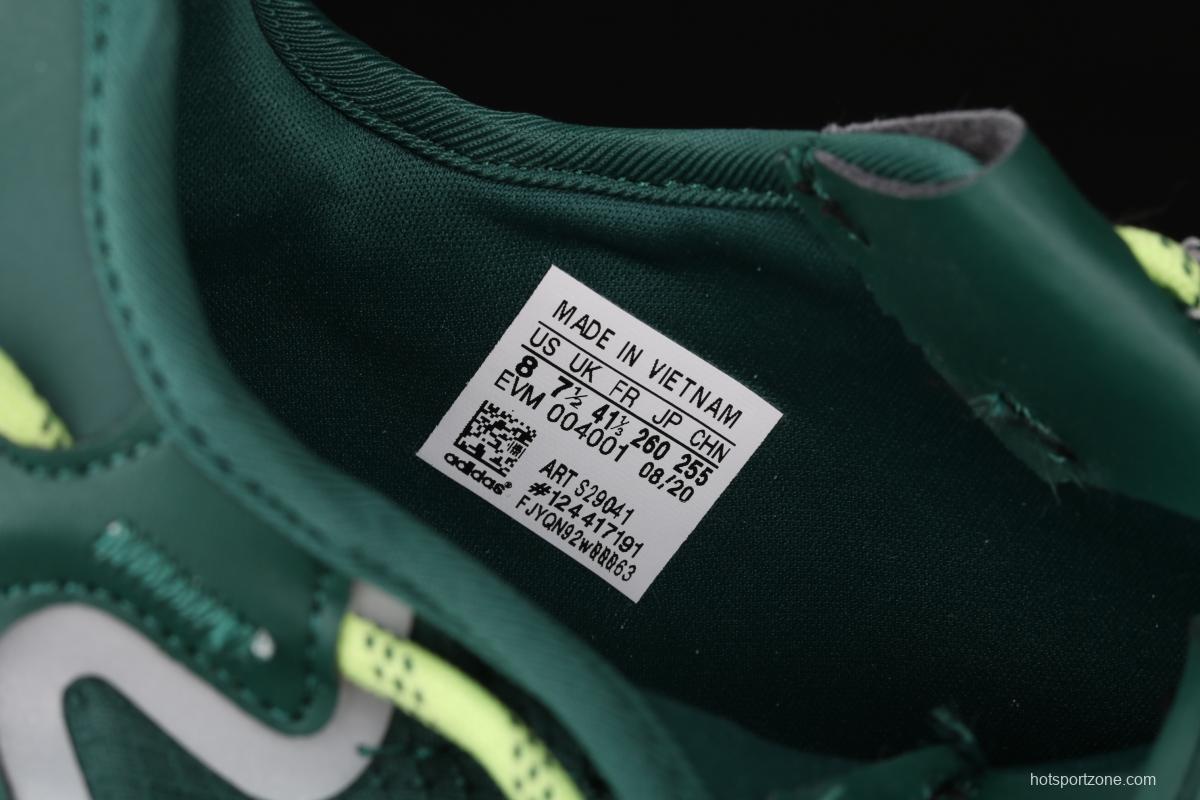 MADE IN VIETNAM
US UK FR JP CHN
8 7½ 41⅓ 260 255
EVM 004001 08/20
adidas®
ART S29041
#124417191
hotsportzone.com